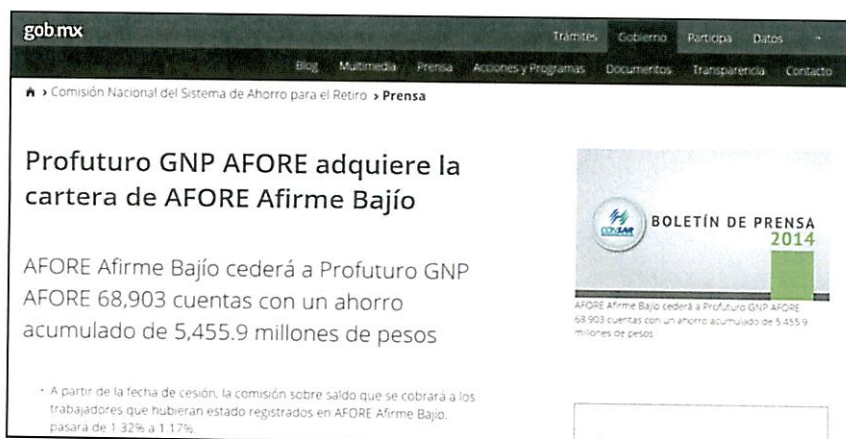 gob.mx
Trámites Gobierno Participa Datos
Blog Multimedia Prensa Acciones y Programas Documentos Transparencia Contacto
> Comisión Nacional del Sistema de Ahorro para el Retiro > Prensa
Profuturo GNP AFORE adquiere la
cartera de AFORE Afirme Bajío
AFORE Afirme Bajío cederá a Profuturo GNP
AFORE 68,903 cuentas con un ahorro
acumulado de 5,455.9 millones de pesos
• A partir de la fecha de cesión, la comisión sobre saldo que se cobrará a los
trabajadores que hubieran estado registrados en AFORE Afirme Bajío,
pasará de 1.32% a 1.17%.
CONSAR
BOLETÍN DE PRENSA
2014
AFORE Afirme Bajío cederá a Profuturo GNP AFORE
68,903 cuentas con un ahorro acumulado de 5,455.9
millones de pesos